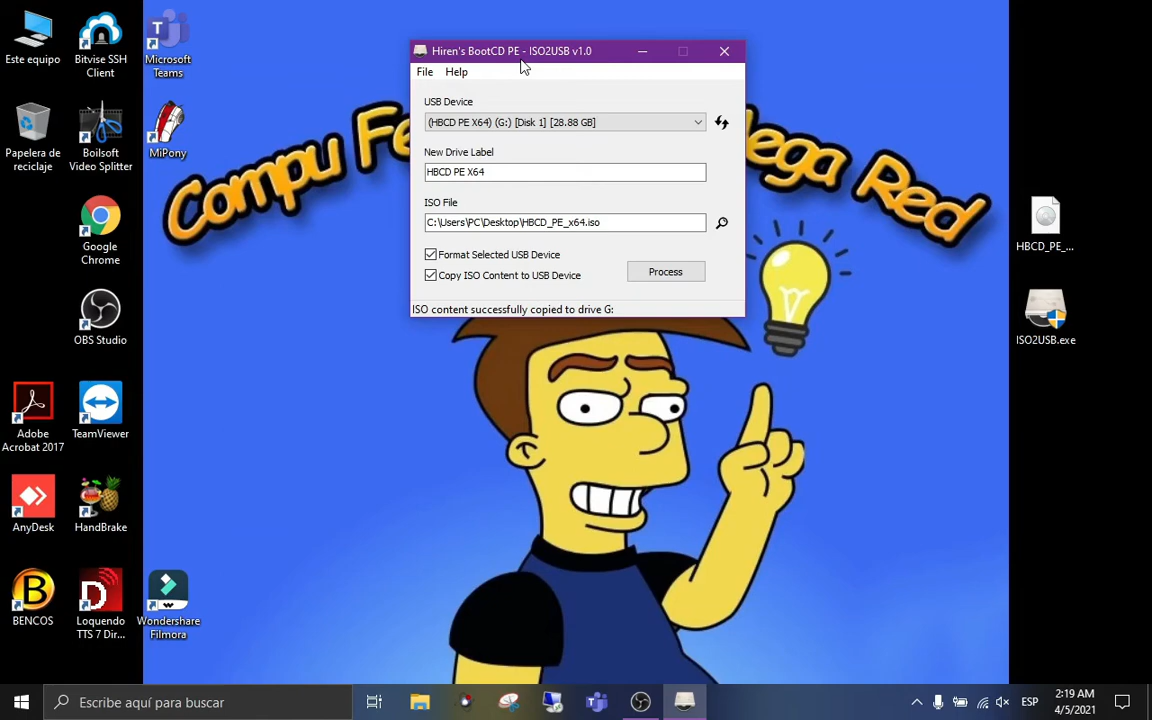 Este equipo
Bitvise SSH
Client
Microsoft
Teams
Papelera de
reciclaje
Boilsoft
Video Splitter
MiPony
Google
Chrome
OBS Studio
Adobe
Acrobat 2017
TeamViewer
AnyDesk
HandBrake
BENCOS
Loquendo
TTS 7 Dir...
Wondershare
Filmora
Compu Fe
ega Red
Hiren's BootCD PE - ISO2USB v1.0
File Help
USB Device
(HBCD PE X64) (G:) [Disk 1] [28.88 GB]
New Drive Label
HBCD PE X64
ISO File
C:\Users\PC\Desktop\HBCD_PE_x64.iso
Format Selected USB Device
Copy ISO Content to USB Device
Process
ISO content successfully copied to drive G:
HBCD_PE_...
ISO2USB.exe
Escribe aquí para buscar
ESP
2:19 AM
4/5/2021